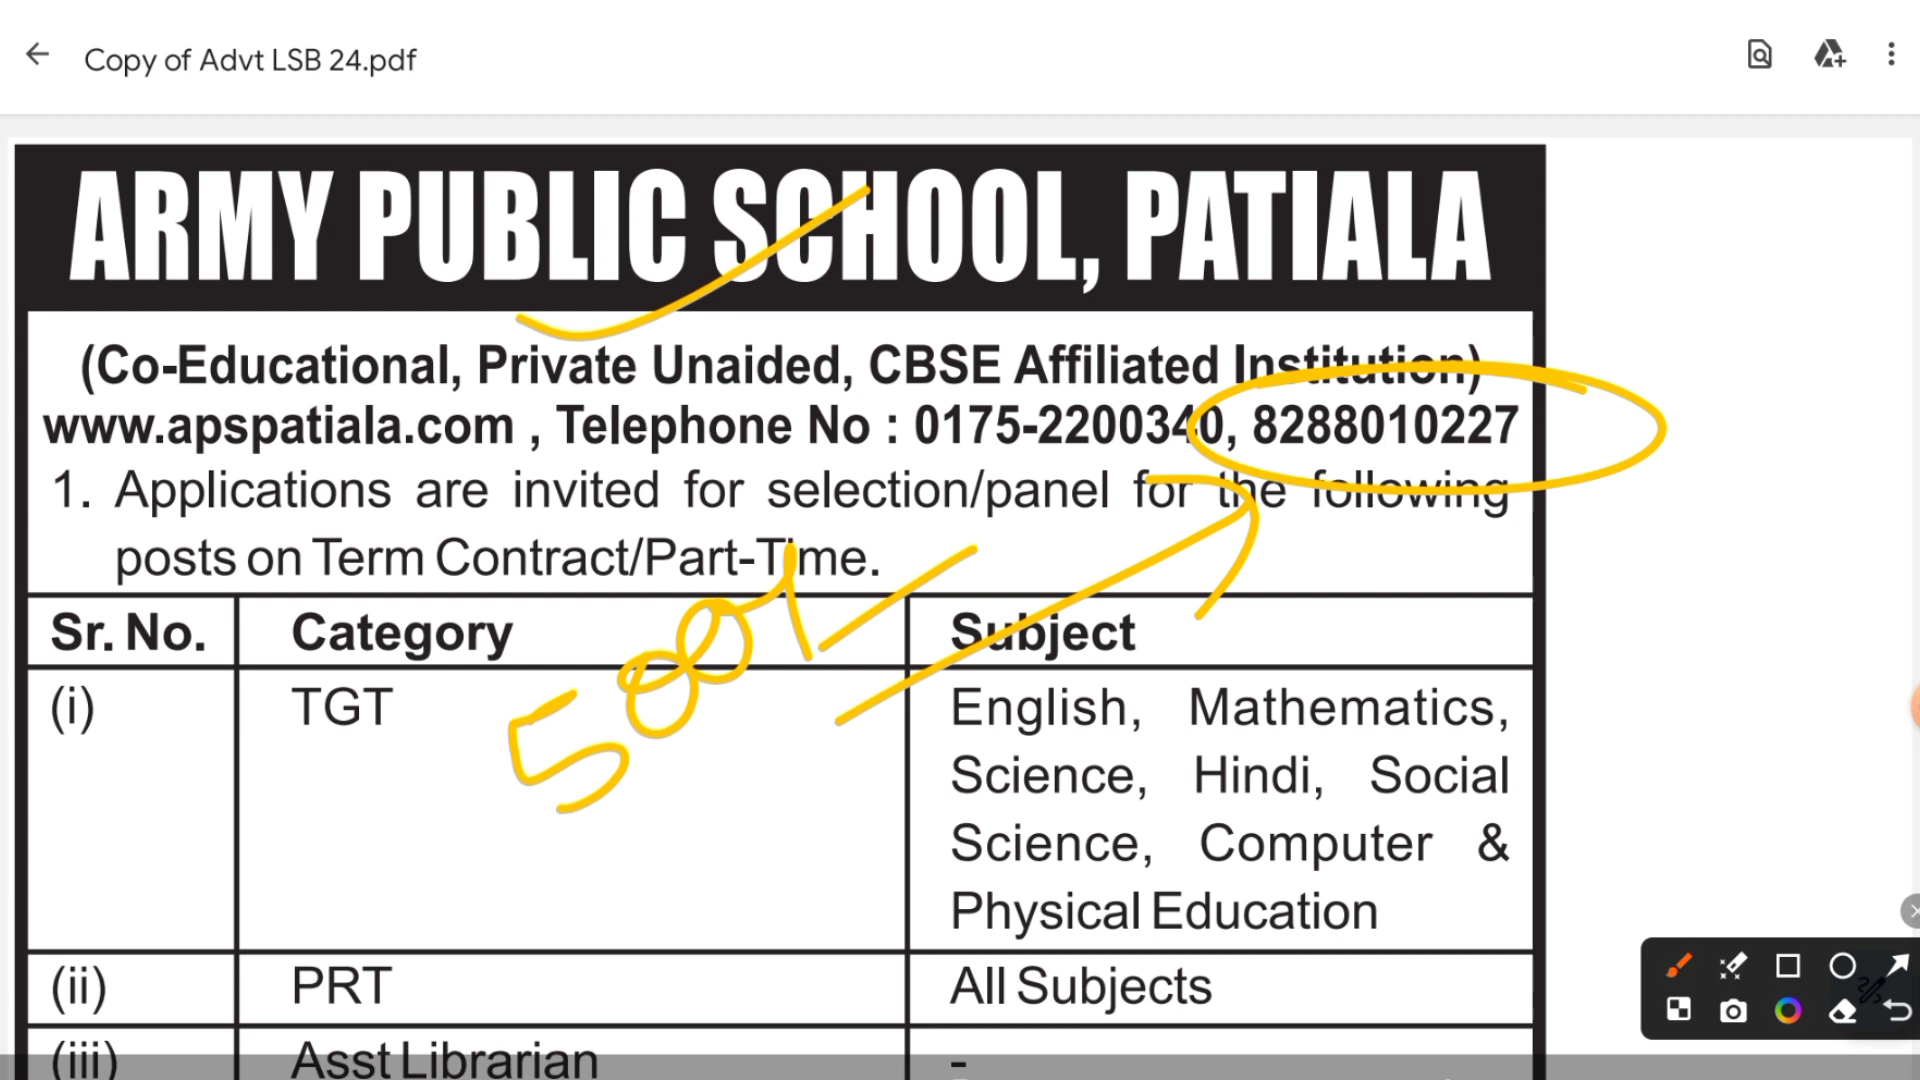 Copy of Advt LSB 24.pdf
ARMY PUBLIC SCHOOL, PATIALA
(Co-Educational, Private Unaided, CBSE Affiliated Institution)
www.apspatiala.com , Telephone No : 0175-2200340, 8288010227
1. Applications are invited for selection/panel for the following
posts on Term Contract/Part-Time.
Sr. No. Category Subject
(i) TGT English, Mathematics,
Science, Hindi, Social
Science, Computer &
Physical Education
(ii) PRT All Subjects
(iii) Asst Librarian -